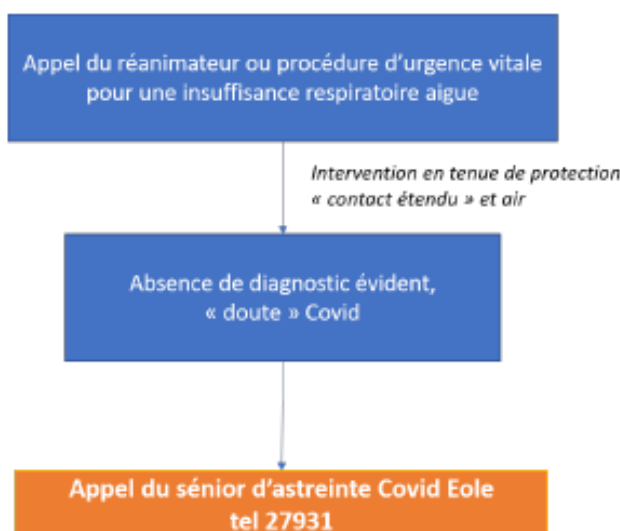 Appel du réanimateur ou procédure d'urgence vitale
pour une insuffisance respiratoire aigue
Intervention en tenue de protection
« contact étendu » et air
Absence de diagnostic évident,
« doute » Covid
Appel du sénior d'astreinte Covid Eole
tel 27931